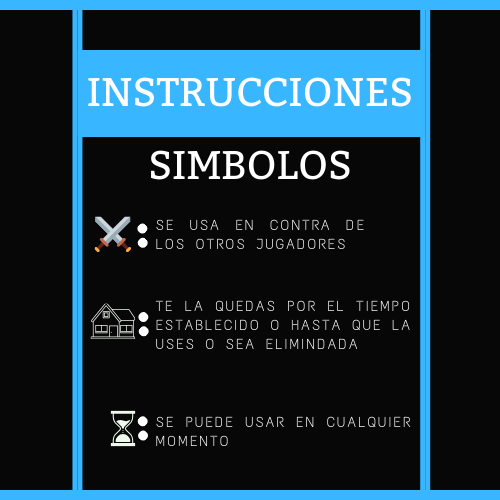 INSTRUCCIONES
SIMBOLOS
SE USA EN CONTRA DE
LOS OTROS JUGADORES
TE LA QUEDAS POR EL TIEMPO
ESTABLECIDO O HASTA QUE LA
USES O SEA ELIMINDADA
SE PUEDE USAR EN CUALQUIER
MOMENTO